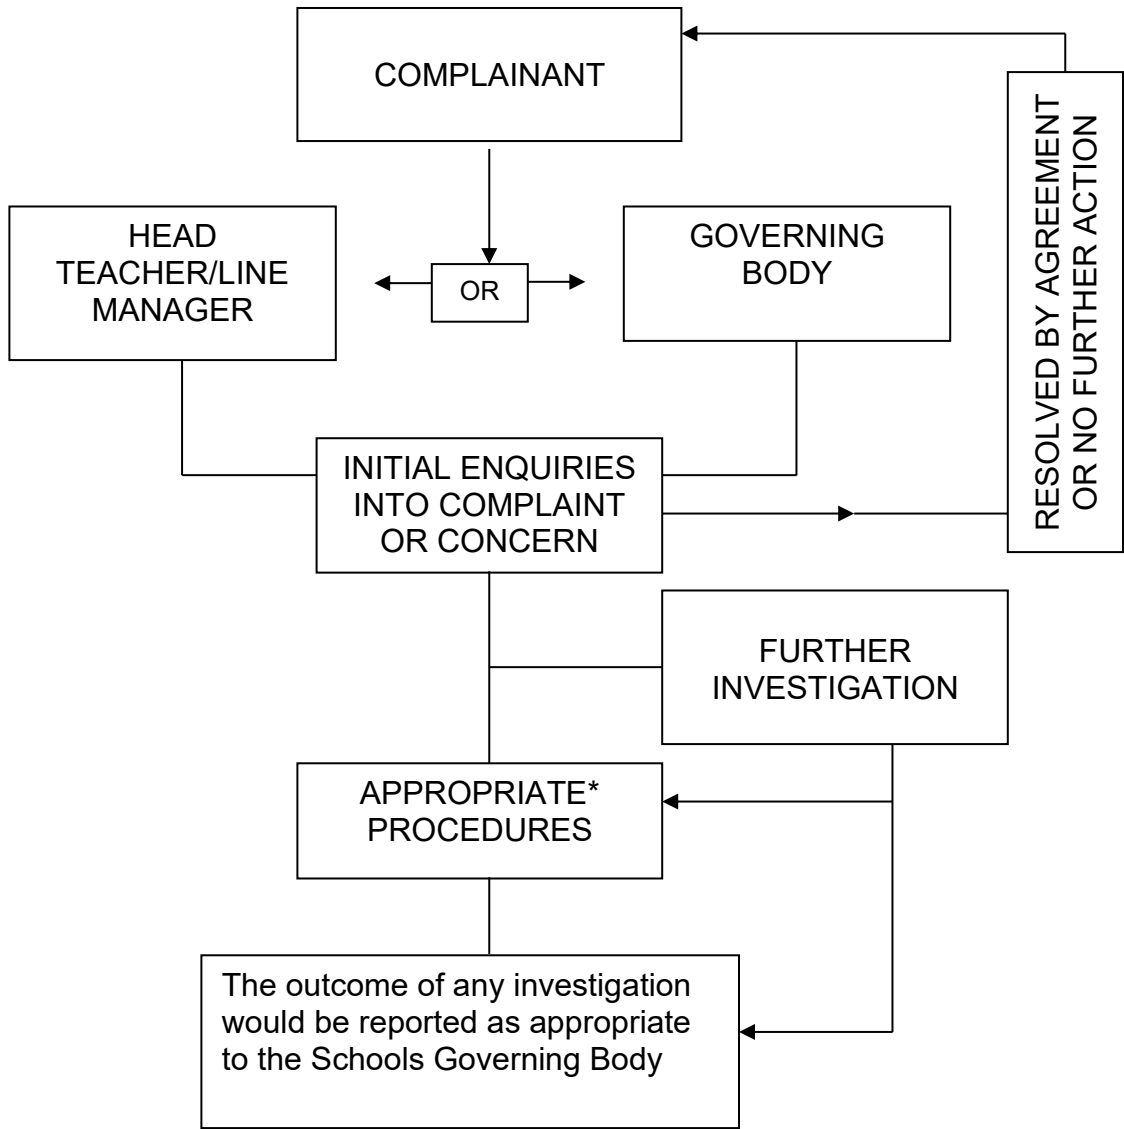 COMPLAINANT
HEAD
TEACHER/LINE
MANAGER
OR
GOVERNING
BODY
RESOLVED BY AGREEMENT
OR NO FURTHER ACTION
INITIAL ENQUIRIES
INTO COMPLAINT
OR CONCERN
FURTHER
INVESTIGATION
APPROPRIATE*
PROCEDURES
The outcome of any investigation
would be reported as appropriate
to the Schools Governing Body